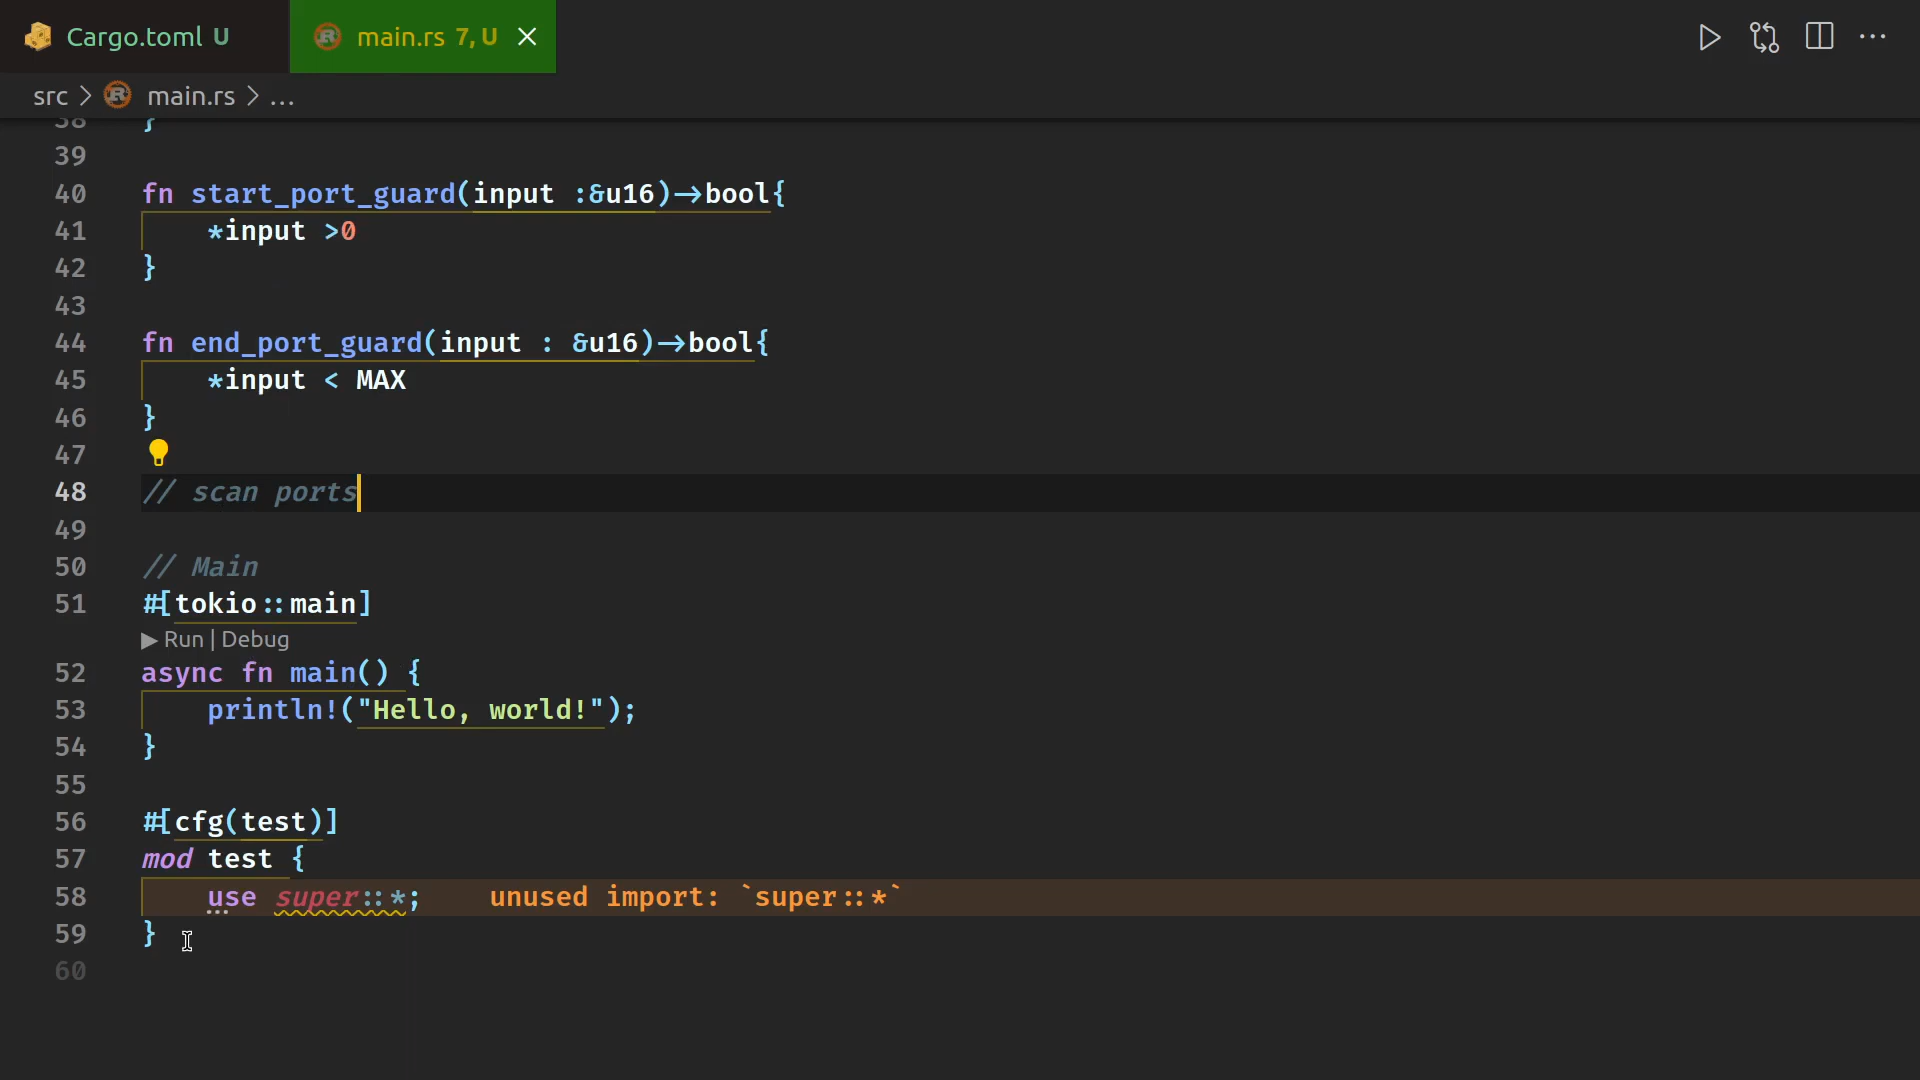 Cargo.toml U
main.rs 7, U
src > main.rs > ...
38 }
39
40 fn start_port_guard(input :&u16)->bool{
41 *input >0
42 }
43
44 fn end_port_guard(input : &u16)->bool{
45 *input < MAX
46 }
47
48 // scan ports
49
50 // Main
51 #[tokio::main]
▶ Run | Debug
52 async fn main() {
53 println!("Hello, world!");
54 }
55
56 #[cfg(test)]
57 mod test {
58 use super::*; unused import: `super::*`
59 }
60